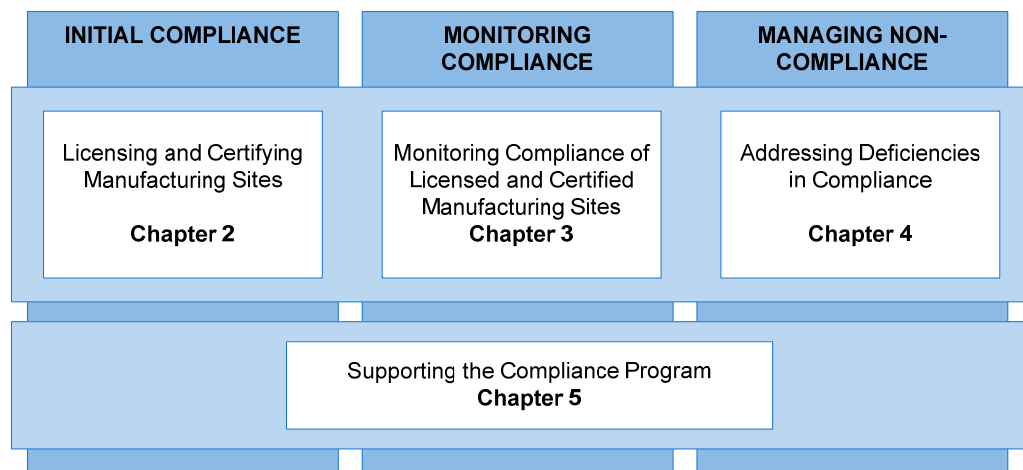 INITIAL COMPLIANCE
MONITORING
COMPLIANCE
MANAGING NON-
COMPLIANCE
Licensing and Certifying
Manufacturing Sites
Chapter 2
Monitoring Compliance of
Licensed and Certified
Manufacturing Sites
Chapter 3
Addressing Deficiencies
in Compliance
Chapter 4
Supporting the Compliance Program
Chapter 5